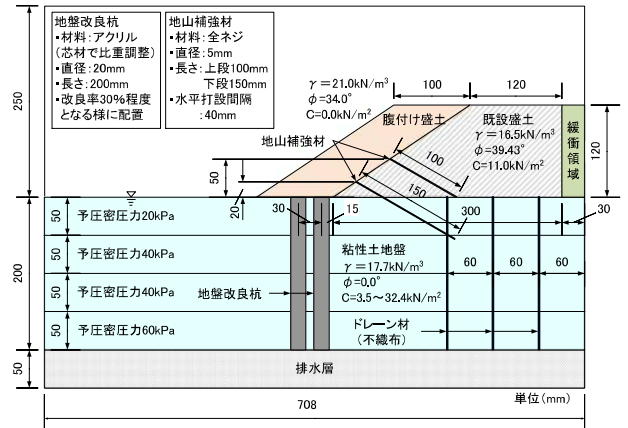 地盤改良杭
・材料:アクリル
(芯材で比重調整)
・直径:20mm
・長さ:200mm
・改良率30%程度
となる様に配置
地山補強材
・材料:全ネジ
・直径:5mm
・長さ:上段100mm
下段150mm
・水平打設間隔
:40mm
γ=21.0kN/m³
φ=34.0°
C=0.0kN/m²
100
120
腹付け盛土
既設盛土
γ=16.5kN/m³
φ=39.43°
C=11.0kN/m²
緩衝領域
120
250
地山補強材
50
20
100
150
30
15
300
30
200
50
予圧密圧力20kPa
50
予圧密圧力40kPa
50
予圧密圧力40kPa
50
予圧密圧力60kPa
粘性土地盤
γ=17.7kN/m³
φ=0.0°
C=3.5~32.4kN/m²
60
60
60
地盤改良杭
ドレーン材
(不織布)
50
排水層
単位(mm)
708